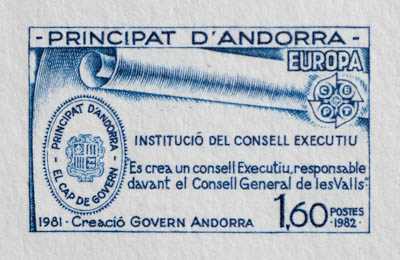 - PRINCIPAT D'ANDORRA -
EUROPA
CEPT
PRINCIPAT D'ANDORRA
EL CAP DE GOVERN
INSTITUCIÓ DEL CONSELL EXECUTIU
"Es crea un consell Executiu, responsable
davant el Consell General de les Valls"
1981 · Creació GOVERN ANDORRA
1,60 POSTES
·1982·